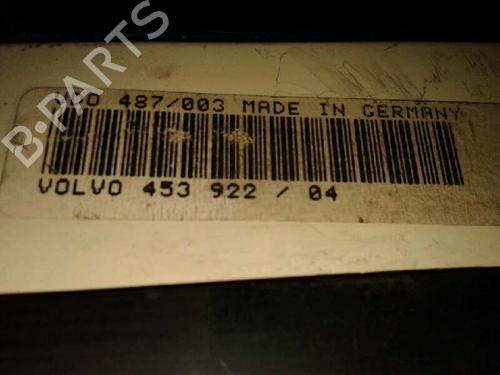 487/003 MADE IN GERMANY
VOLVO 453 922 / 04
B-PARTS